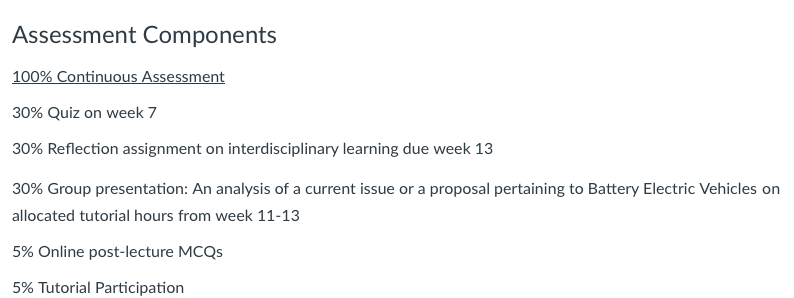 Assessment Components
100% Continuous Assessment
30% Quiz on week 7
30% Reflection assignment on interdisciplinary learning due week 13
30% Group presentation: An analysis of a current issue or a proposal pertaining to Battery Electric Vehicles on
allocated tutorial hours from week 11-13
5% Online post-lecture MCQs
5% Tutorial Participation